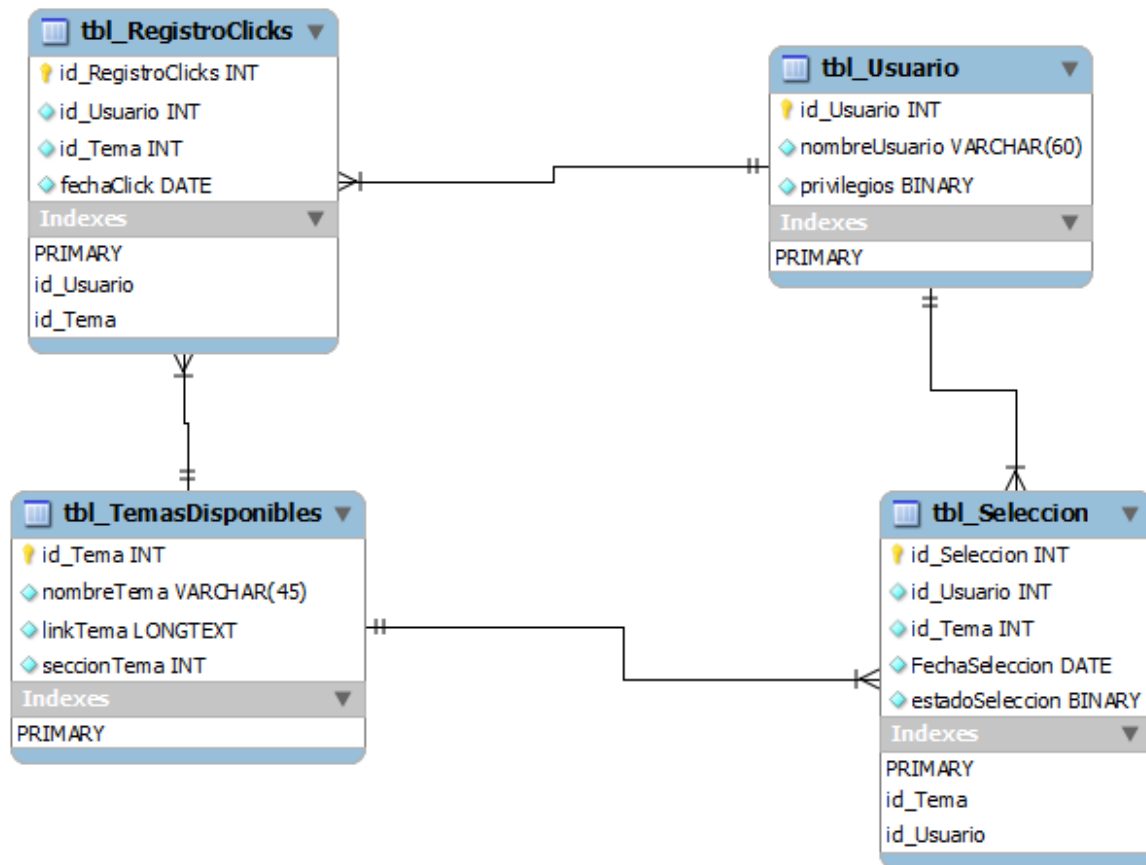 tbl_RegistroClicks
id_RegistroClicks INT
id_Usuario INT
id_Tema INT
fechaClick DATE
Indexes
PRIMARY
id_Usuario
id_Tema
tbl_Usuario
id_Usuario INT
nombreUsuario VARCHAR(60)
privilegios BINARY
Indexes
PRIMARY
tbl_TemasDisponibles
id_Tema INT
nombreTema VARCHAR(45)
linkTema LONGTEXT
seccionTema INT
Indexes
PRIMARY
tbl_Seleccion
id_Seleccion INT
id_Usuario INT
id_Tema INT
FechaSeleccion DATE
estadoSeleccion BINARY
Indexes
PRIMARY
id_Tema
id_Usuario